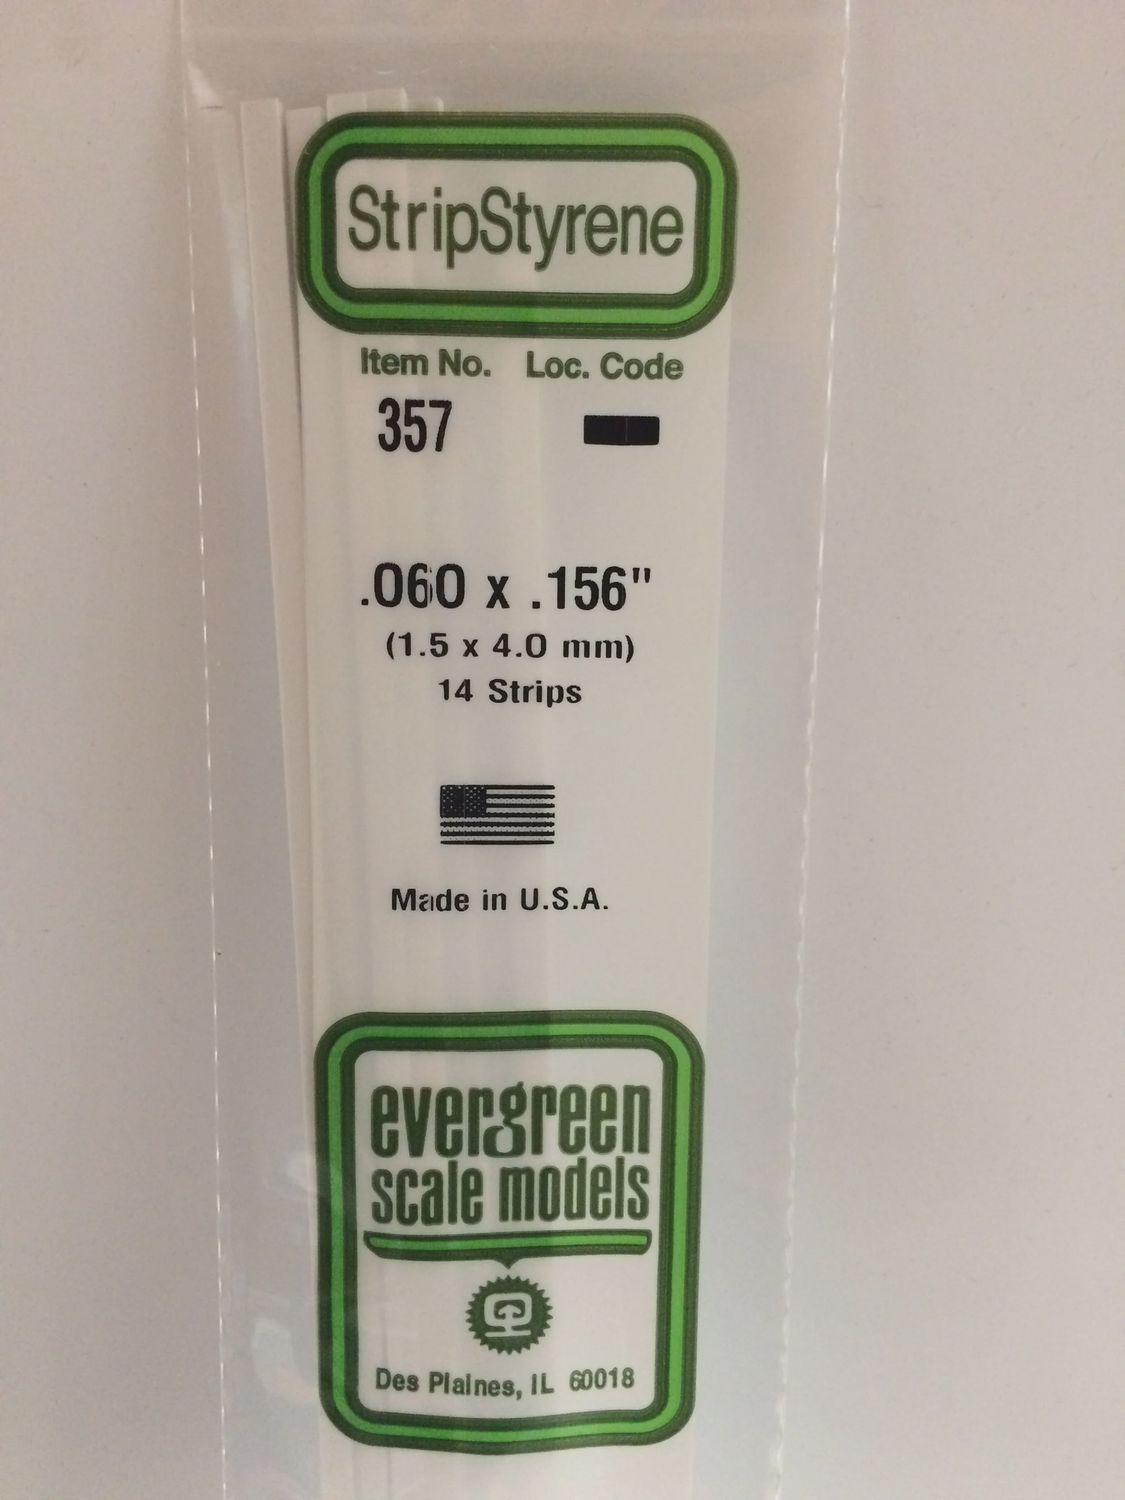 StripStyrene
Item No. Loc. Code
357
.060 x .156"
(1.5 x 4.0 mm)
14 Strips
Made in U.S.A.
evergreen
scale models
Des Plaines, IL 60018